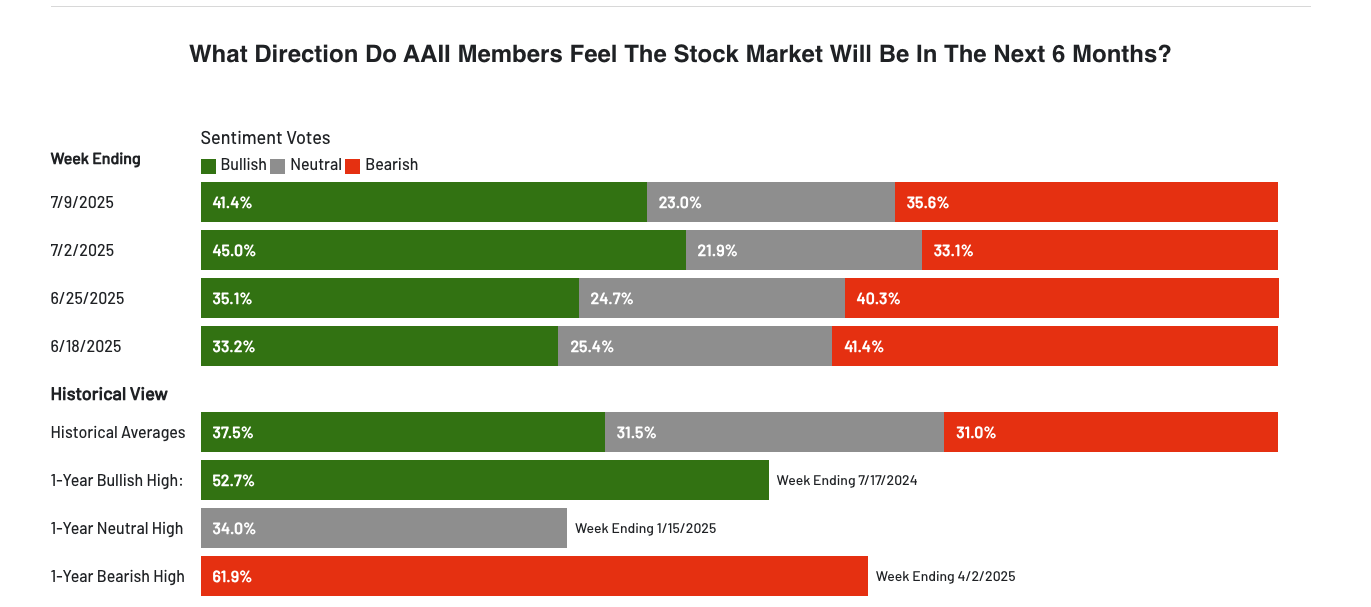 What Direction Do AAII Members Feel The Stock Market Will Be In The Next 6 Months?
Sentiment Votes
Week Ending
Bullish Neutral Bearish
7/9/2025 41.4% 23.0% 35.6%
7/2/2025 45.0% 21.9% 33.1%
6/25/2025 35.1% 24.7% 40.3%
6/18/2025 33.2% 25.4% 41.4%
Historical View
Historical Averages 37.5% 31.5% 31.0%
1-Year Bullish High: 52.7% Week Ending 7/17/2024
1-Year Neutral High 34.0% Week Ending 1/15/2025
1-Year Bearish High 61.9% Week Ending 4/2/2025